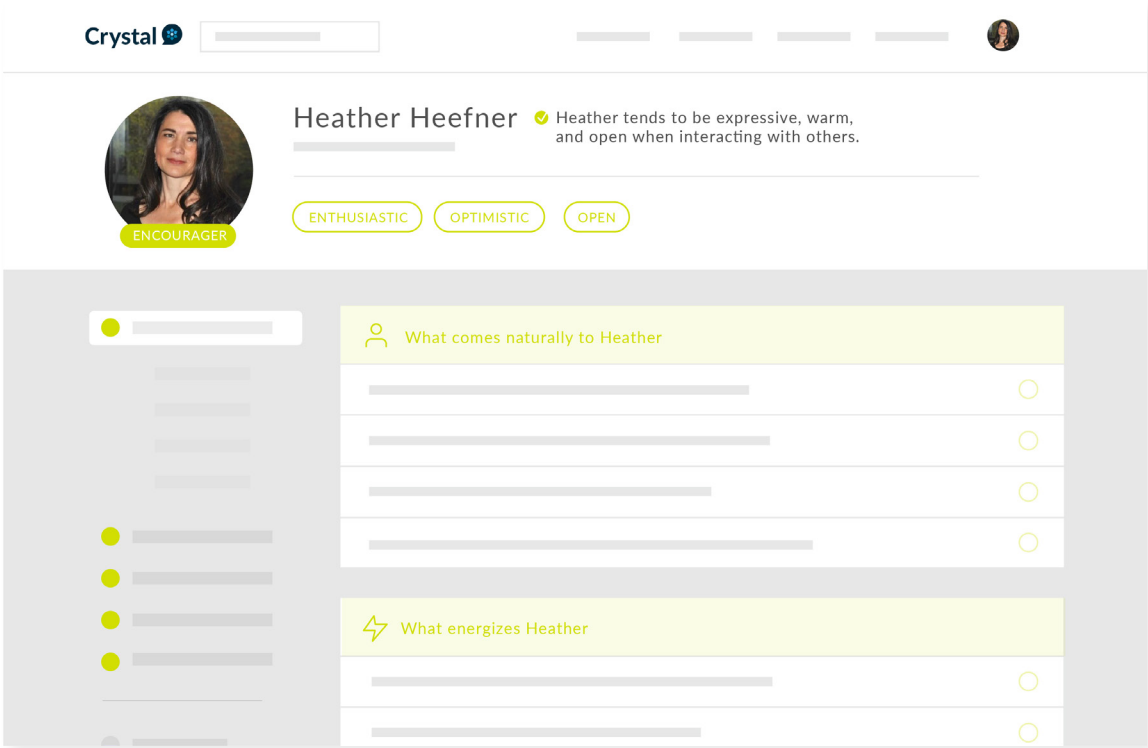 Crystal
Heather Heefner
Heather tends to be expressive, warm,
and open when interacting with others.
ENTHUSIASTIC
OPTIMISTIC
OPEN
ENCOURAGER
What comes naturally to Heather
What energizes Heather